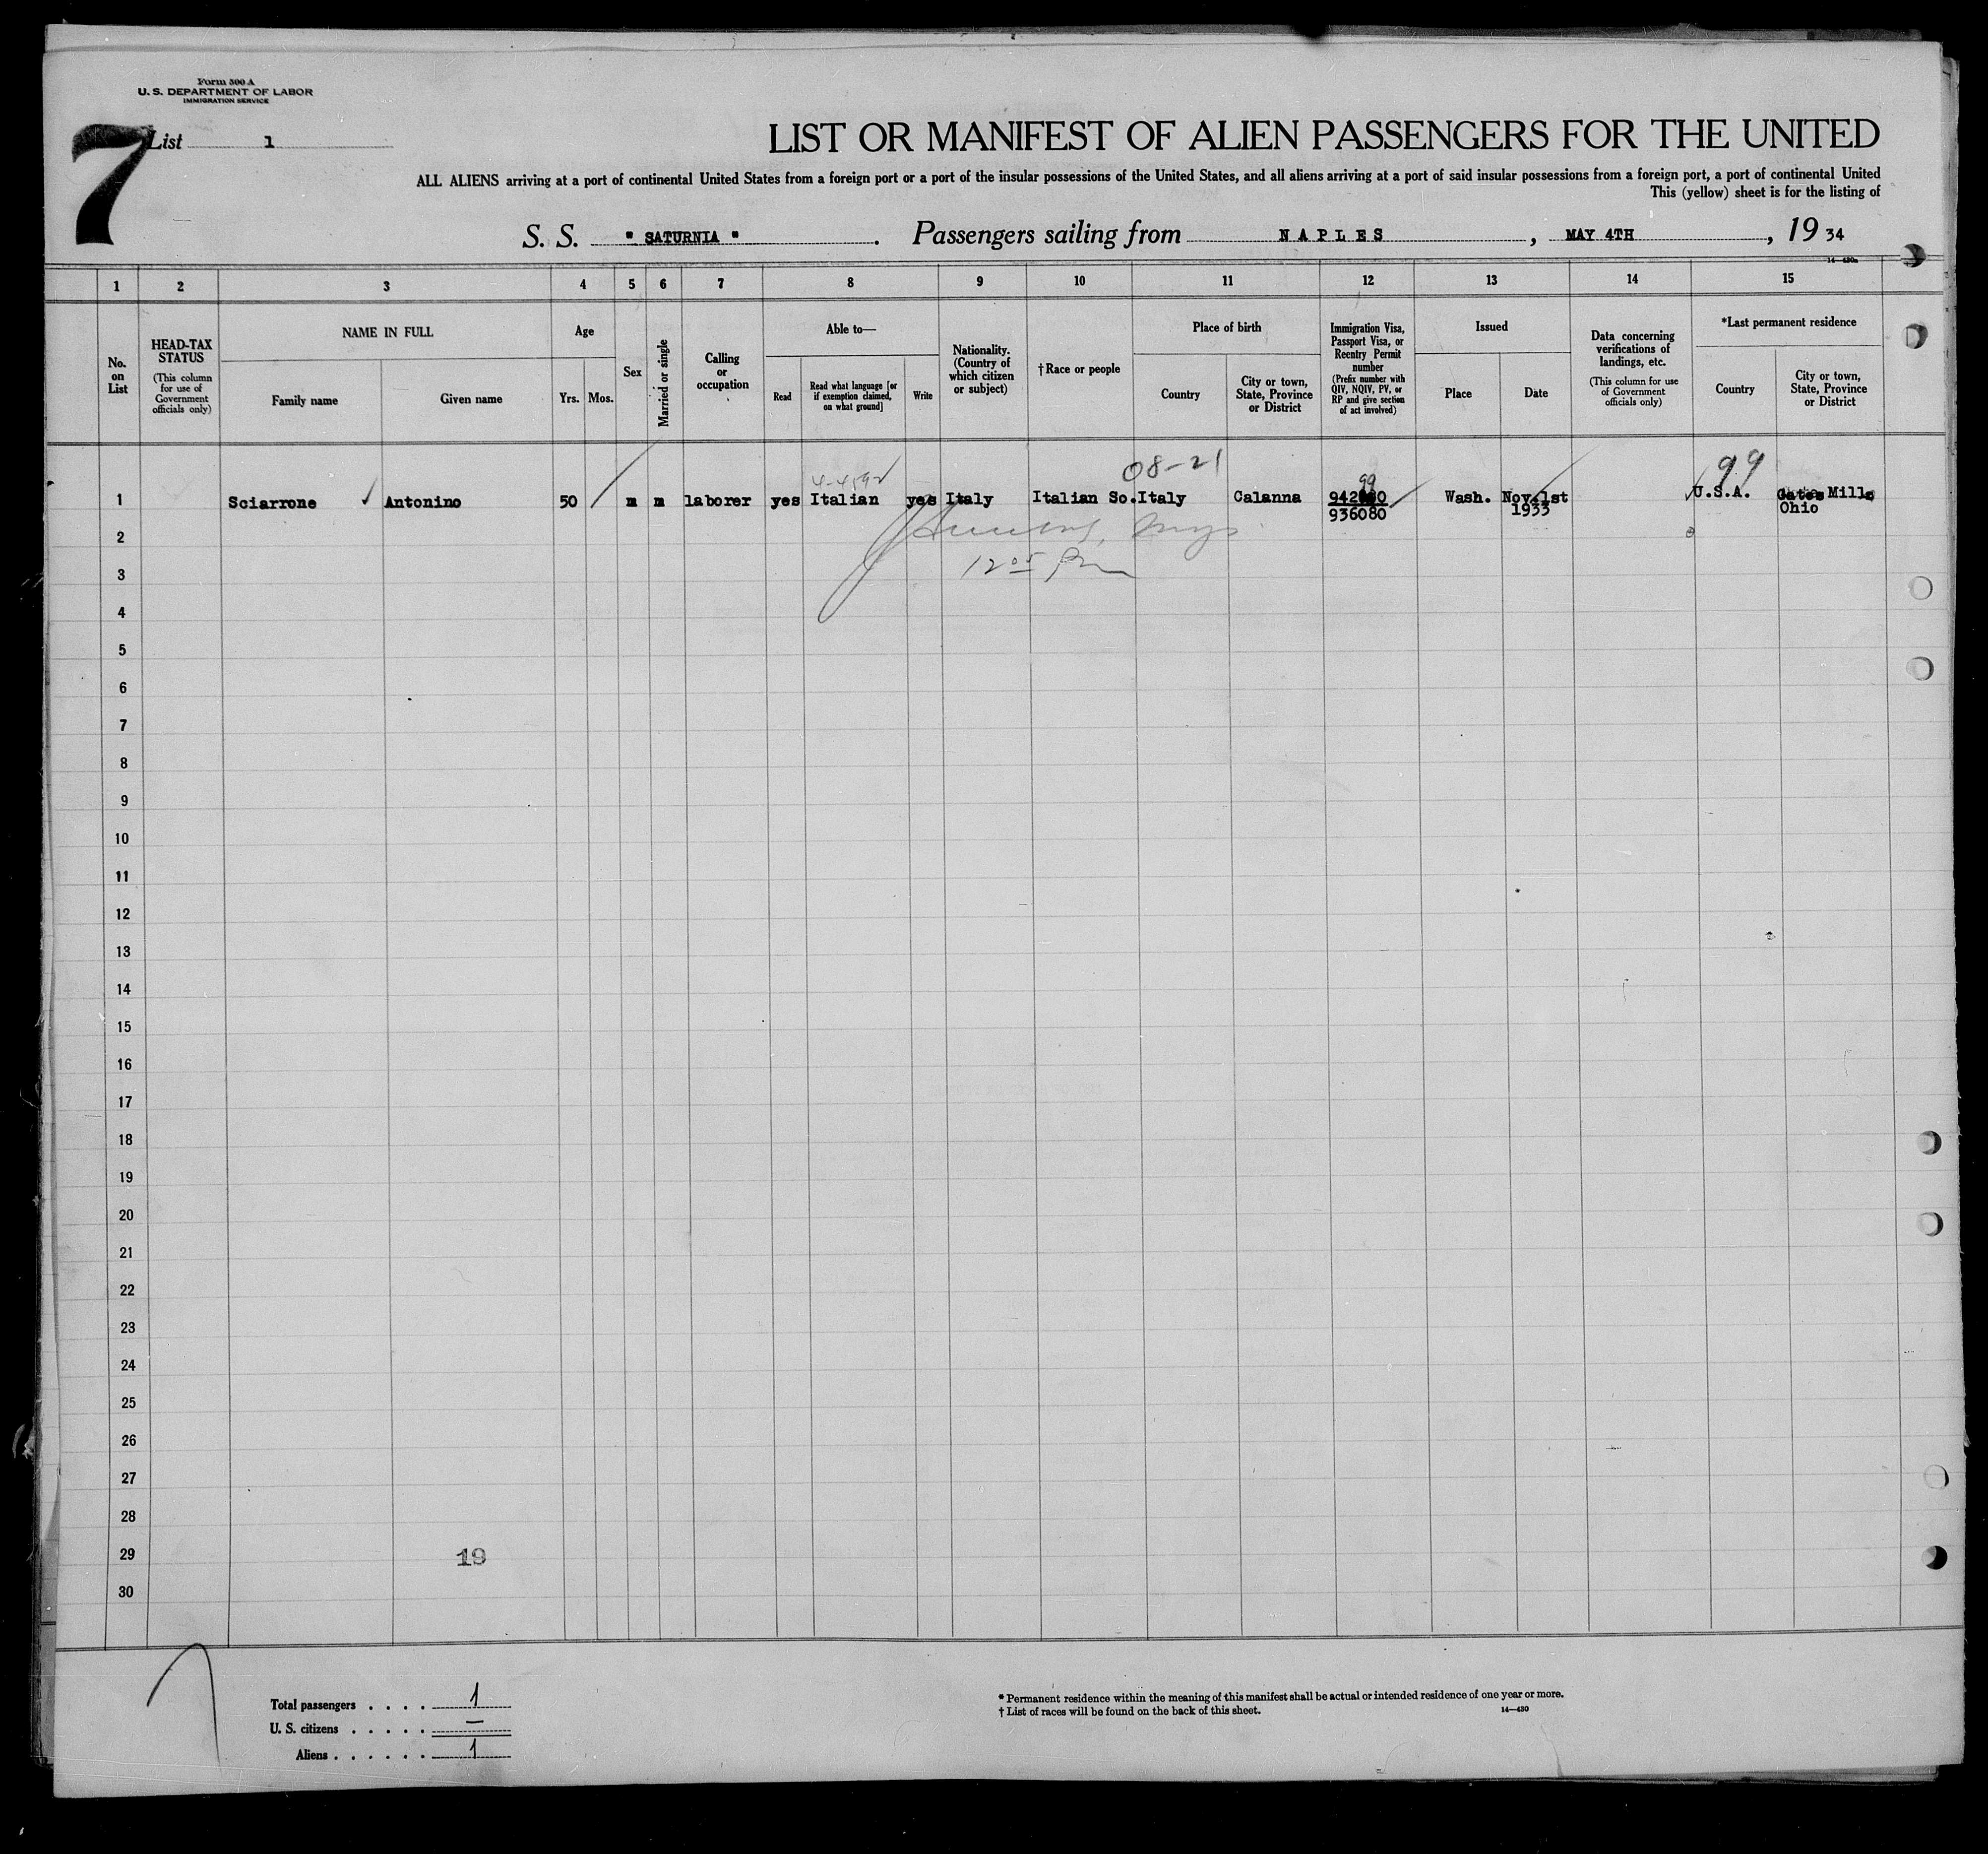 Form 500 A
U. S. DEPARTMENT OF LABOR
IMMIGRATION SERVICE
7
List 1
LIST OR MANIFEST OF ALIEN PASSENGERS FOR THE UNITED
ALL ALIENS arriving at a port of continental United States from a foreign port or a port of the insular possessions of the United States, and all aliens arriving at a port of said insular possessions from a foreign port, a port of continental United
This (yellow) sheet is for the listing of
S. S. " SATURNIA ". Passengers sailing from NAPLES, MAY 4TH, 19 34
14—430a
1 2 3 4 5 6 7 8 9 10 11 12 13 14 15
No. on List
HEAD-TAX STATUS (This column for use of Government officials only)
NAME IN FULL
Family name Given name
Age
Yrs. Mos.
Sex
Married or single
Calling or occupation
Able to—
Read
Read what language [or if exemption claimed, on what ground]
Write
Nationality. (Country of which citizen or subject)
†Race or people
Place of birth
Country
City or town, State, Province or District
Immigration Visa, Passport Visa, or Reentry Permit number (Prefix number with QIV, NQIV, PV, or RP and give section of act involved)
Issued
Place Date
Data concerning verifications of landings, etc. (This column for use of Government officials only)
*Last permanent residence
Country
City or town, State, Province or District
08-21 99
99
1 Sciarrone ✓ Antonino 50 m m laborer yes Italian yes Italy Italian So. Italy Calanna Wash. Nov.1st U.S.A. Gates Mills
936080 1933 Ohio
2
12 05 Pm
3
4
5
6
7
8
9
10
11
12
13
14
15
16
17
18
19
20
21
22
23
24
25
26
27
28
29
19
30
Total passengers . . . . 1
U. S. citizens . . . . . —
Aliens . . . . . . 1
* Permanent residence within the meaning of this manifest shall be actual or intended residence of one year or more.
† List of races will be found on the back of this sheet. 14—430